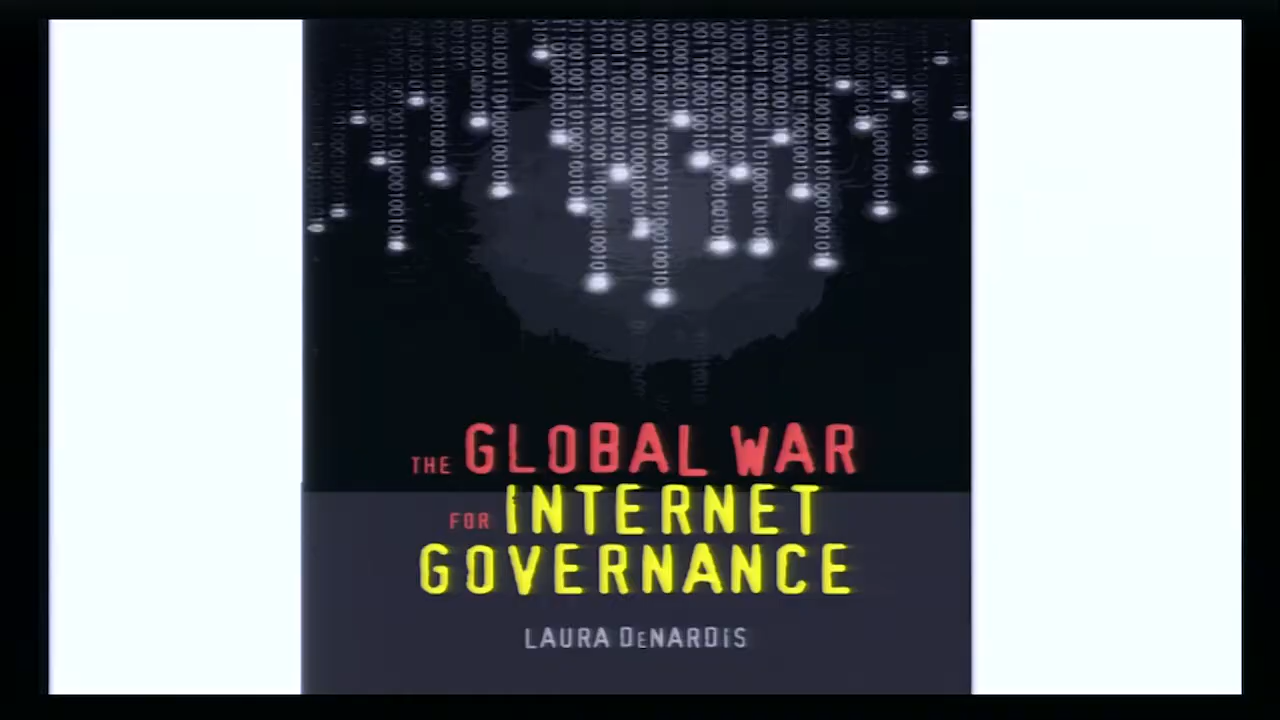 THE GLOBAL WAR
FOR INTERNET
GOVERNANCE
LAURA DENARDIS